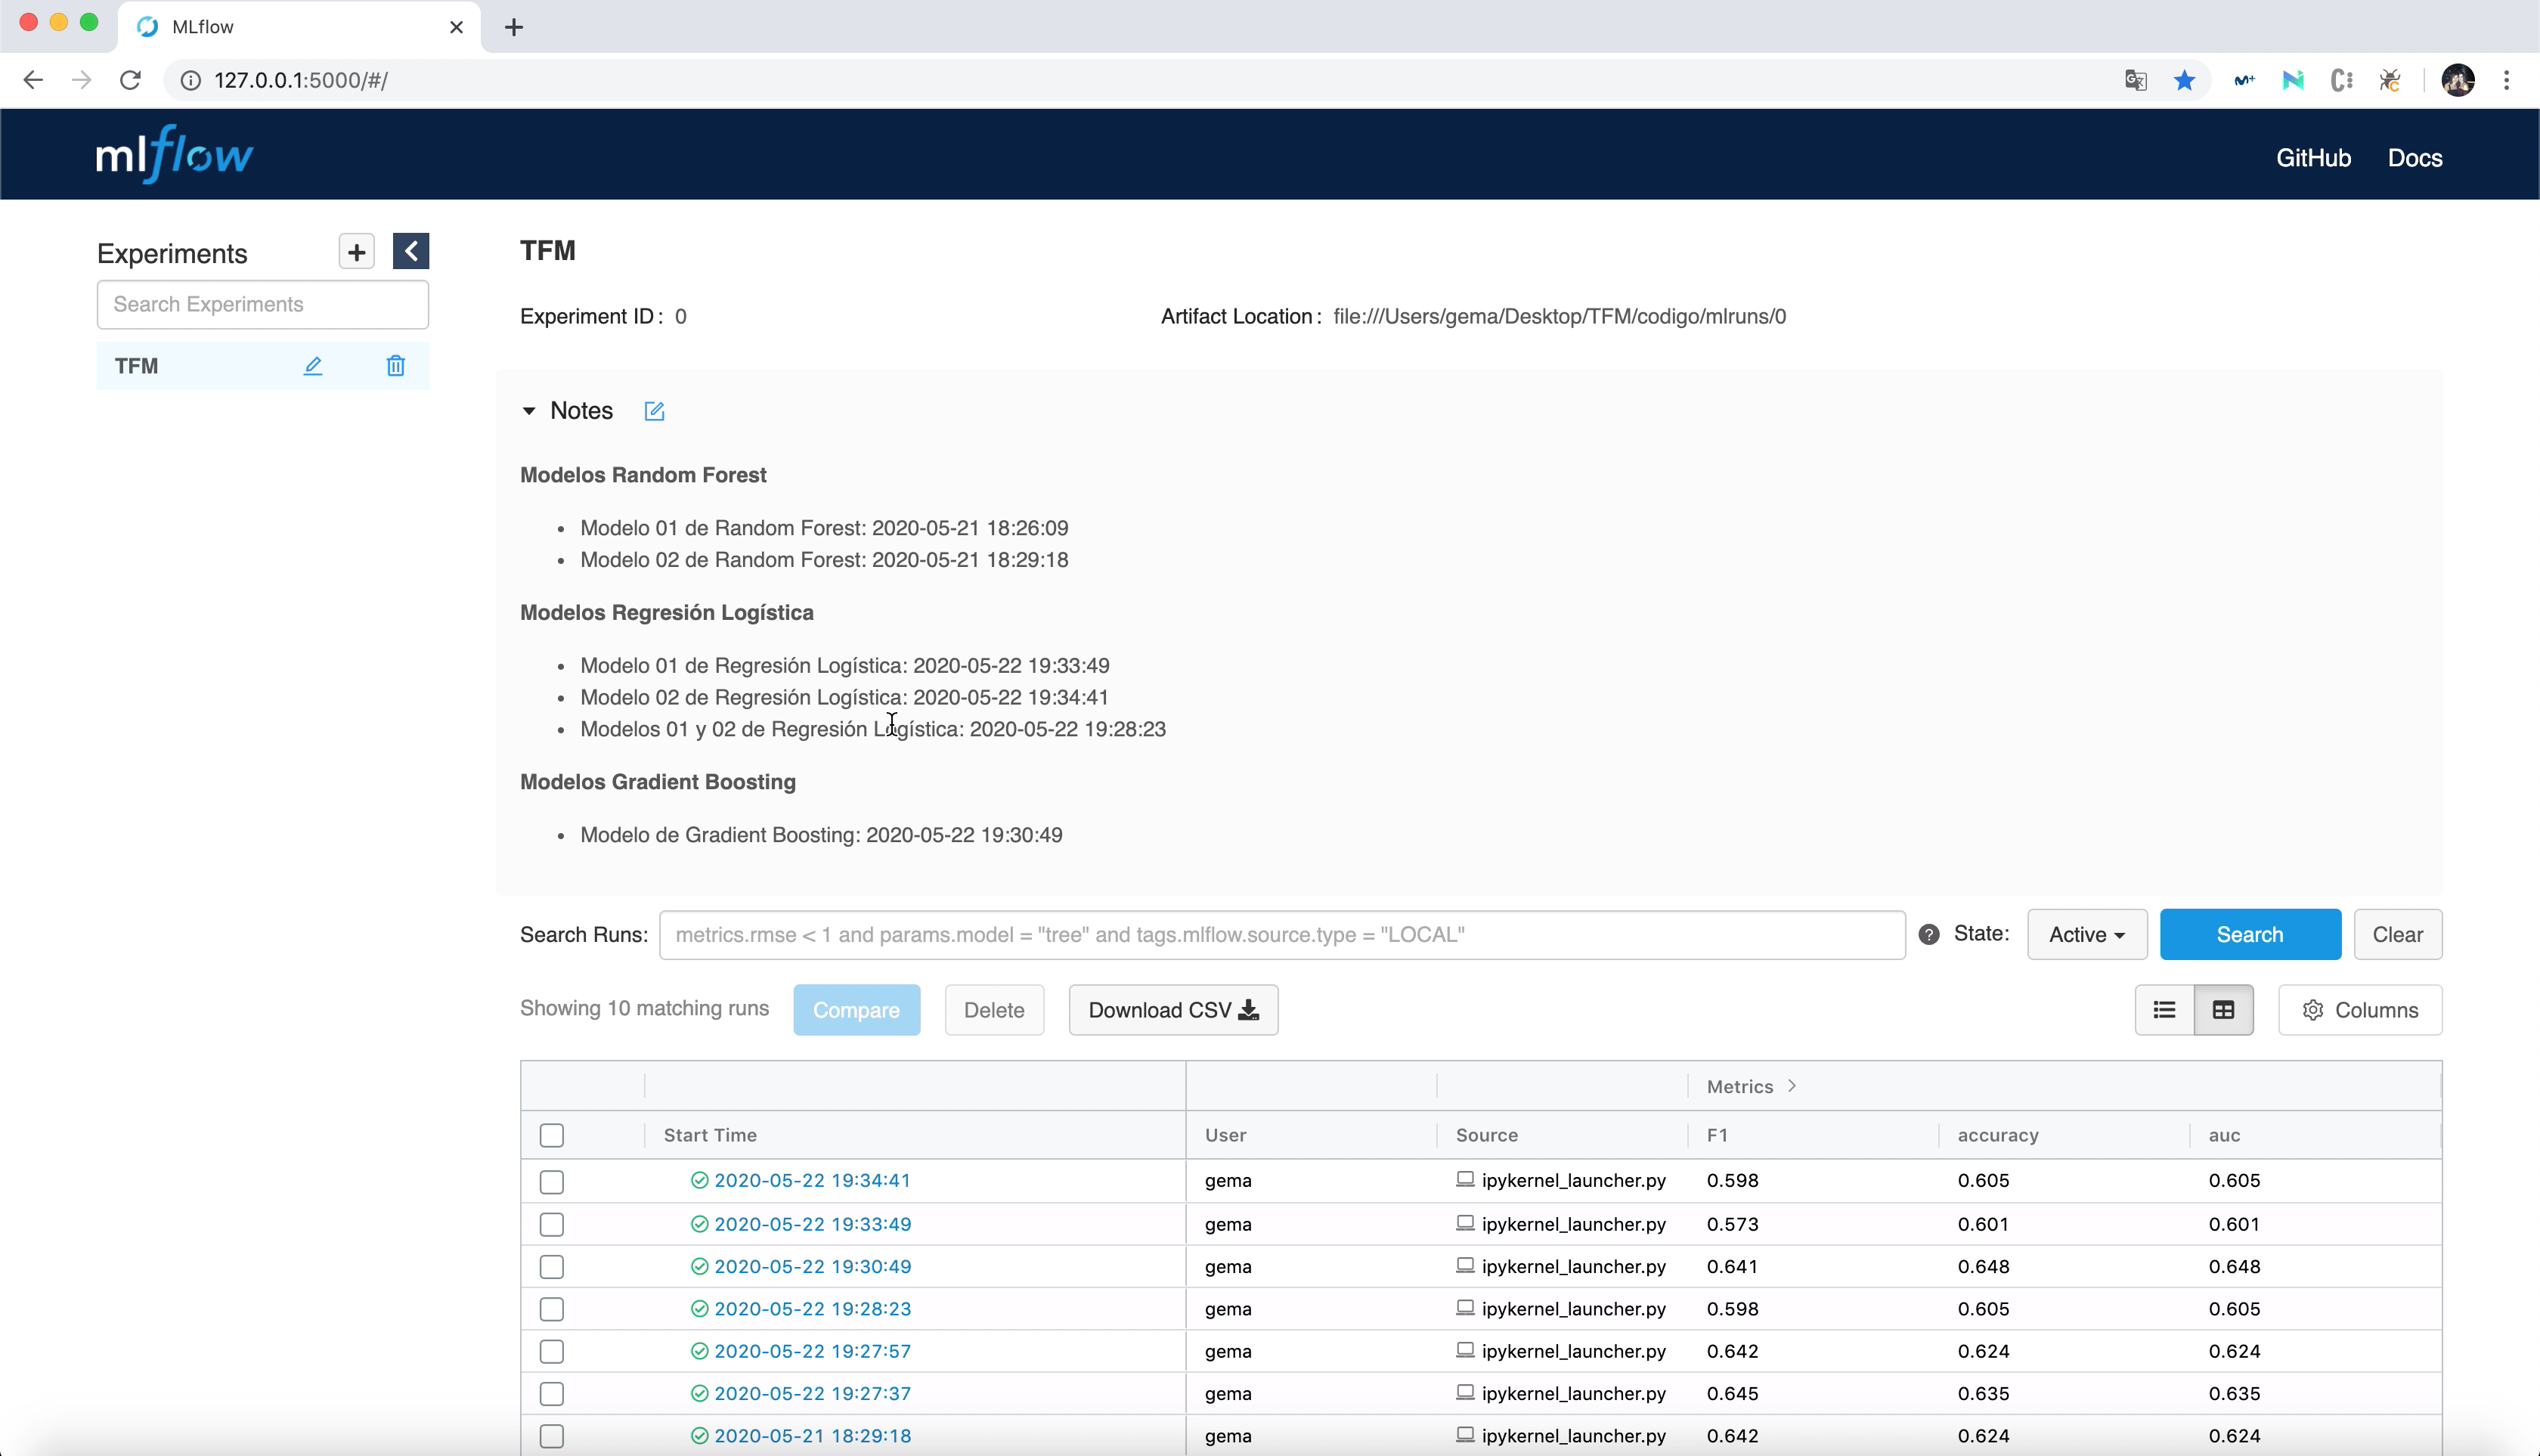 MLflow
127.0.0.1:5000/#/
mlflow
GitHub Docs
Experiments
Search Experiments
TFM
TFM
Experiment ID: 0 Artifact Location: file:///Users/gema/Desktop/TFM/codigo/mlruns/0
Notes
Modelos Random Forest
• Modelo 01 de Random Forest: 2020-05-21 18:26:09
• Modelo 02 de Random Forest: 2020-05-21 18:29:18
Modelos Regresión Logística
• Modelo 01 de Regresión Logística: 2020-05-22 19:33:49
• Modelo 02 de Regresión Logística: 2020-05-22 19:34:41
• Modelos 01 y 02 de Regresión Logística: 2020-05-22 19:28:23
Modelos Gradient Boosting
• Modelo de Gradient Boosting: 2020-05-22 19:30:49
Search Runs: metrics.rmse < 1 and params.model = "tree" and tags.mlflow.source.type = "LOCAL" ? State: Active Search Clear
Showing 10 matching runs Compare Delete Download CSV Columns
Metrics >
Start Time User Source F1 accuracy auc
2020-05-22 19:34:41 gema ipykernel_launcher.py 0.598 0.605 0.605
2020-05-22 19:33:49 gema ipykernel_launcher.py 0.573 0.601 0.601
2020-05-22 19:30:49 gema ipykernel_launcher.py 0.641 0.648 0.648
2020-05-22 19:28:23 gema ipykernel_launcher.py 0.598 0.605 0.605
2020-05-22 19:27:57 gema ipykernel_launcher.py 0.642 0.624 0.624
2020-05-22 19:27:37 gema ipykernel_launcher.py 0.645 0.635 0.635
2020-05-21 18:29:18 gema ipykernel_launcher.py 0.642 0.624 0.624